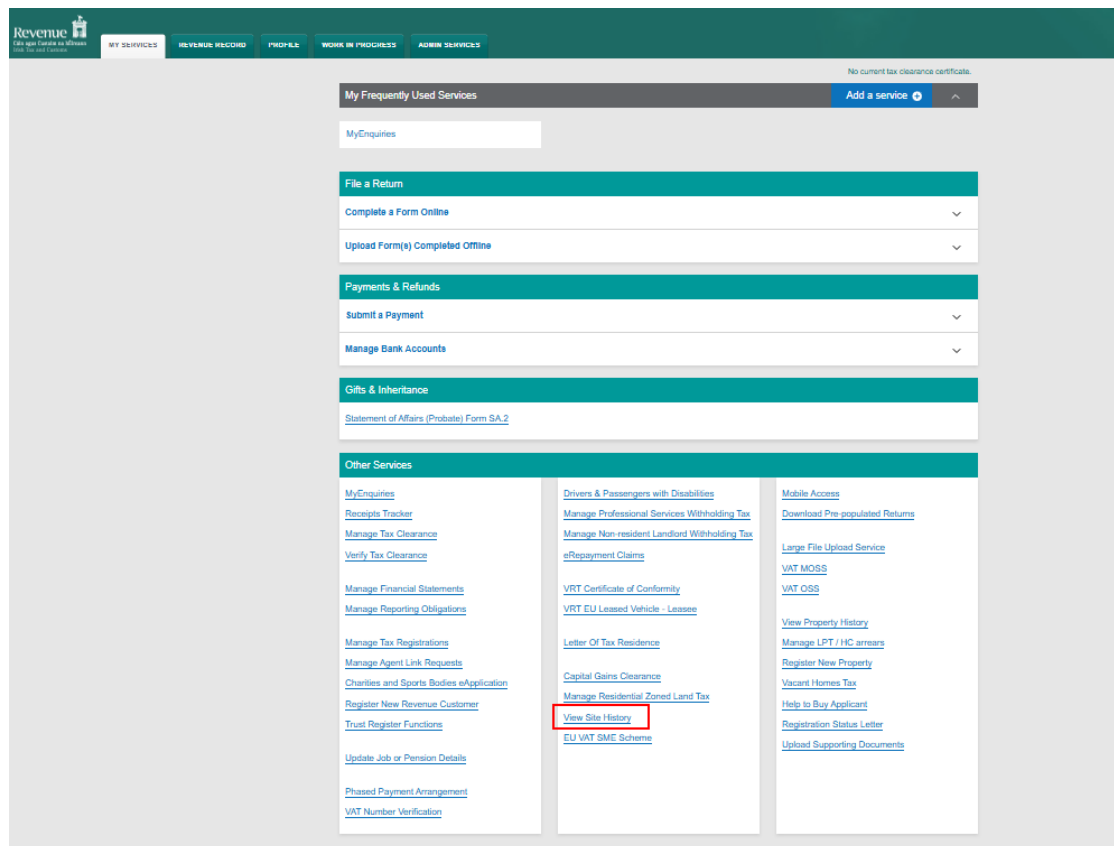 Revenue
Cáin agus Custaim na hÉireann
Irish Tax and Customs
MY SERVICES
REVENUE RECORD
PROFILE
WORK IN PROGRESS
ADMIN SERVICES
No current tax clearance certificate.
My Frequently Used Services
Add a service
MyEnquiries
File a Return
Complete a Form Online
Upload Form(s) Completed Offline
Payments & Refunds
Submit a Payment
Manage Bank Accounts
Gifts & Inheritance
Statement of Affairs (Probate) Form SA.2
Other Services
MyEnquiries
Receipts Tracker
Manage Tax Clearance
Verify Tax Clearance
Manage Financial Statements
Manage Reporting Obligations
Manage Tax Registrations
Manage Agent Link Requests
Charities and Sports Bodies eApplication
Register New Revenue Customer
Trust Register Functions
Update Job or Pension Details
Phased Payment Arrangement
VAT Number Verification
Drivers & Passengers with Disabilities
Manage Professional Services Withholding Tax
Manage Non-resident Landlord Withholding Tax
eRepayment Claims
VRT Certificate of Conformity
VRT EU Leased Vehicle - Leasee
Letter Of Tax Residence
Capital Gains Clearance
Manage Residential Zoned Land Tax
View Site History
EU VAT SME Scheme
Mobile Access
Download Pre-populated Returns
Large File Upload Service
VAT MOSS
VAT OSS
View Property History
Manage LPT / HC arrears
Register New Property
Vacant Homes Tax
Help to Buy Applicant
Registration Status Letter
Upload Supporting Documents